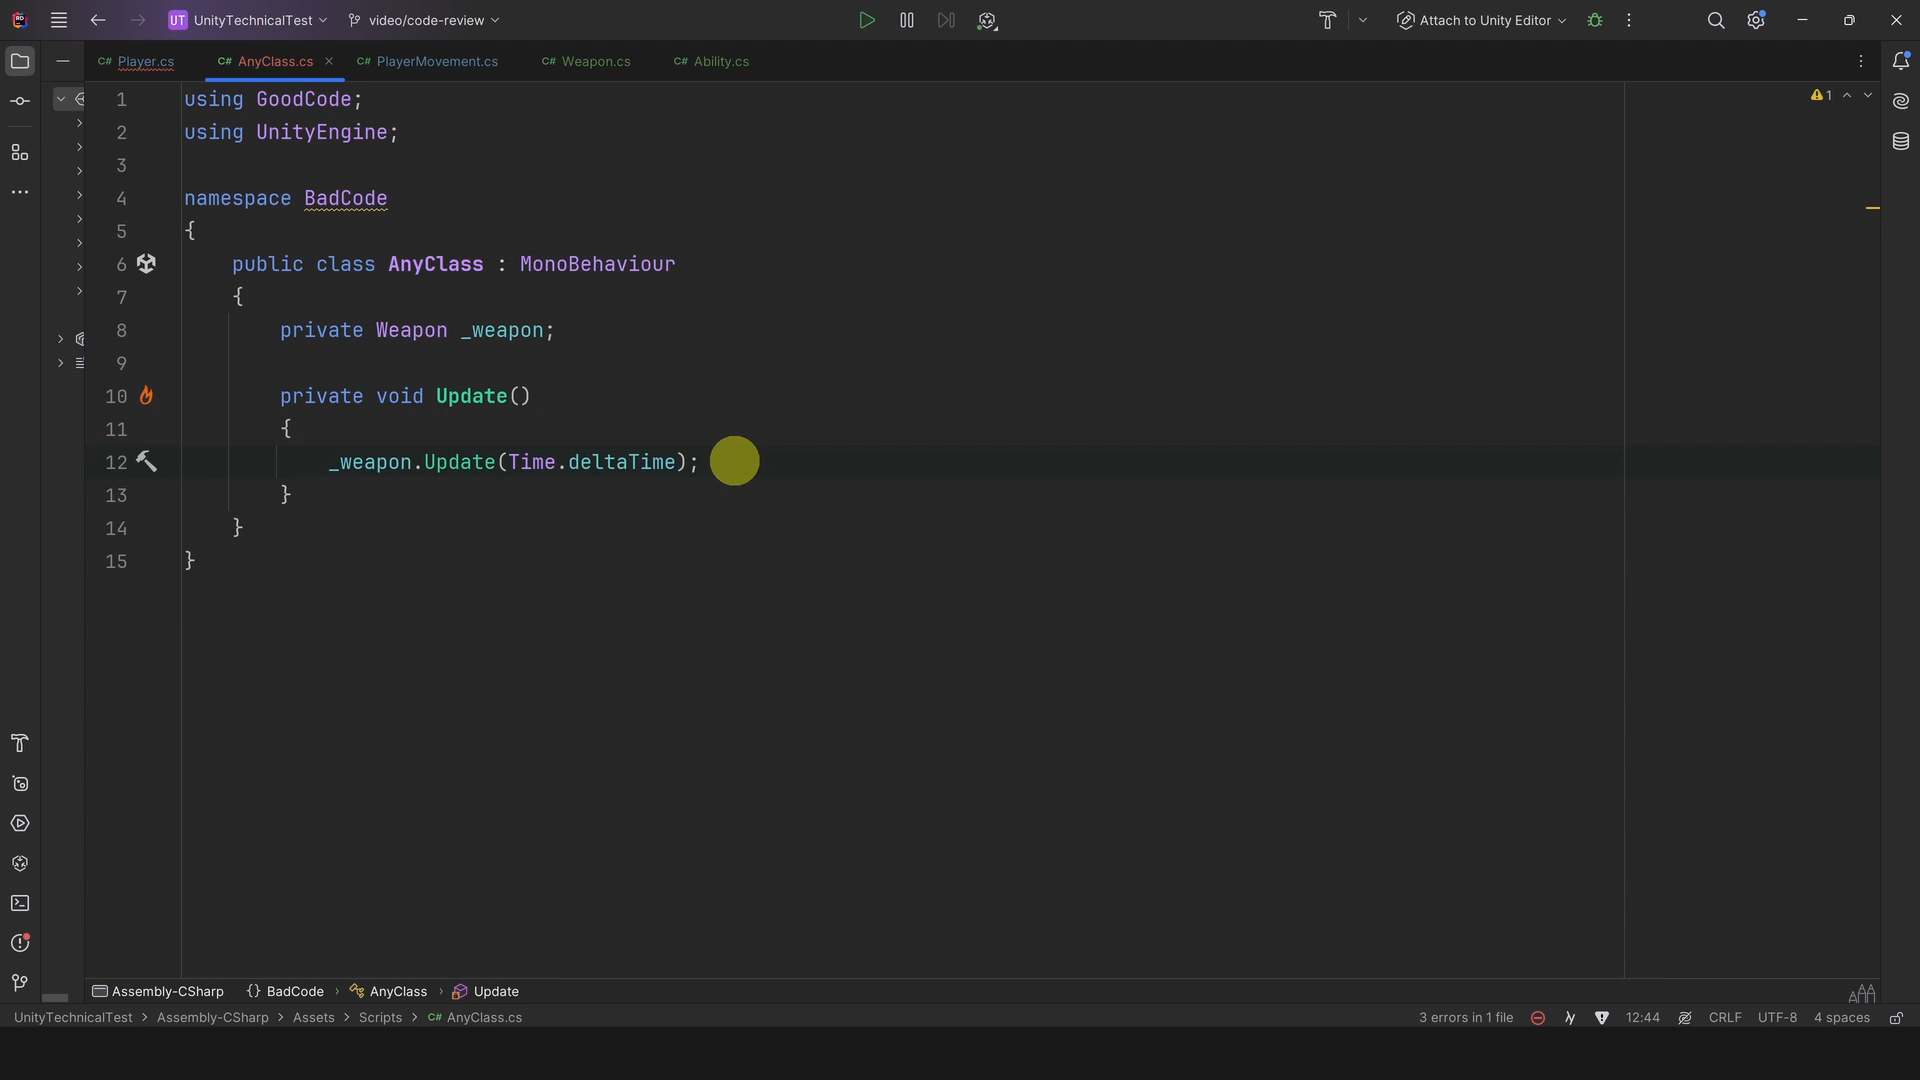 UT UnityTechnicalTest video/code-review Attach to Unity Editor
C# Player.cs C# AnyClass.cs C# PlayerMovement.cs C# Weapon.cs C# Ability.cs
1 using GoodCode;
2 using UnityEngine;
3
4 namespace BadCode
5 {
6 public class AnyClass : MonoBehaviour
7 {
8 private Weapon _weapon;
9
10 private void Update()
11 {
12 _weapon.Update(Time.deltaTime);
13 }
14 }
15 }
1
Assembly-CSharp {} BadCode › AnyClass › Update
UnityTechnicalTest > Assembly-CSharp > Assets > Scripts > C# AnyClass.cs 3 errors in 1 file 12:44 CRLF UTF-8 4 spaces